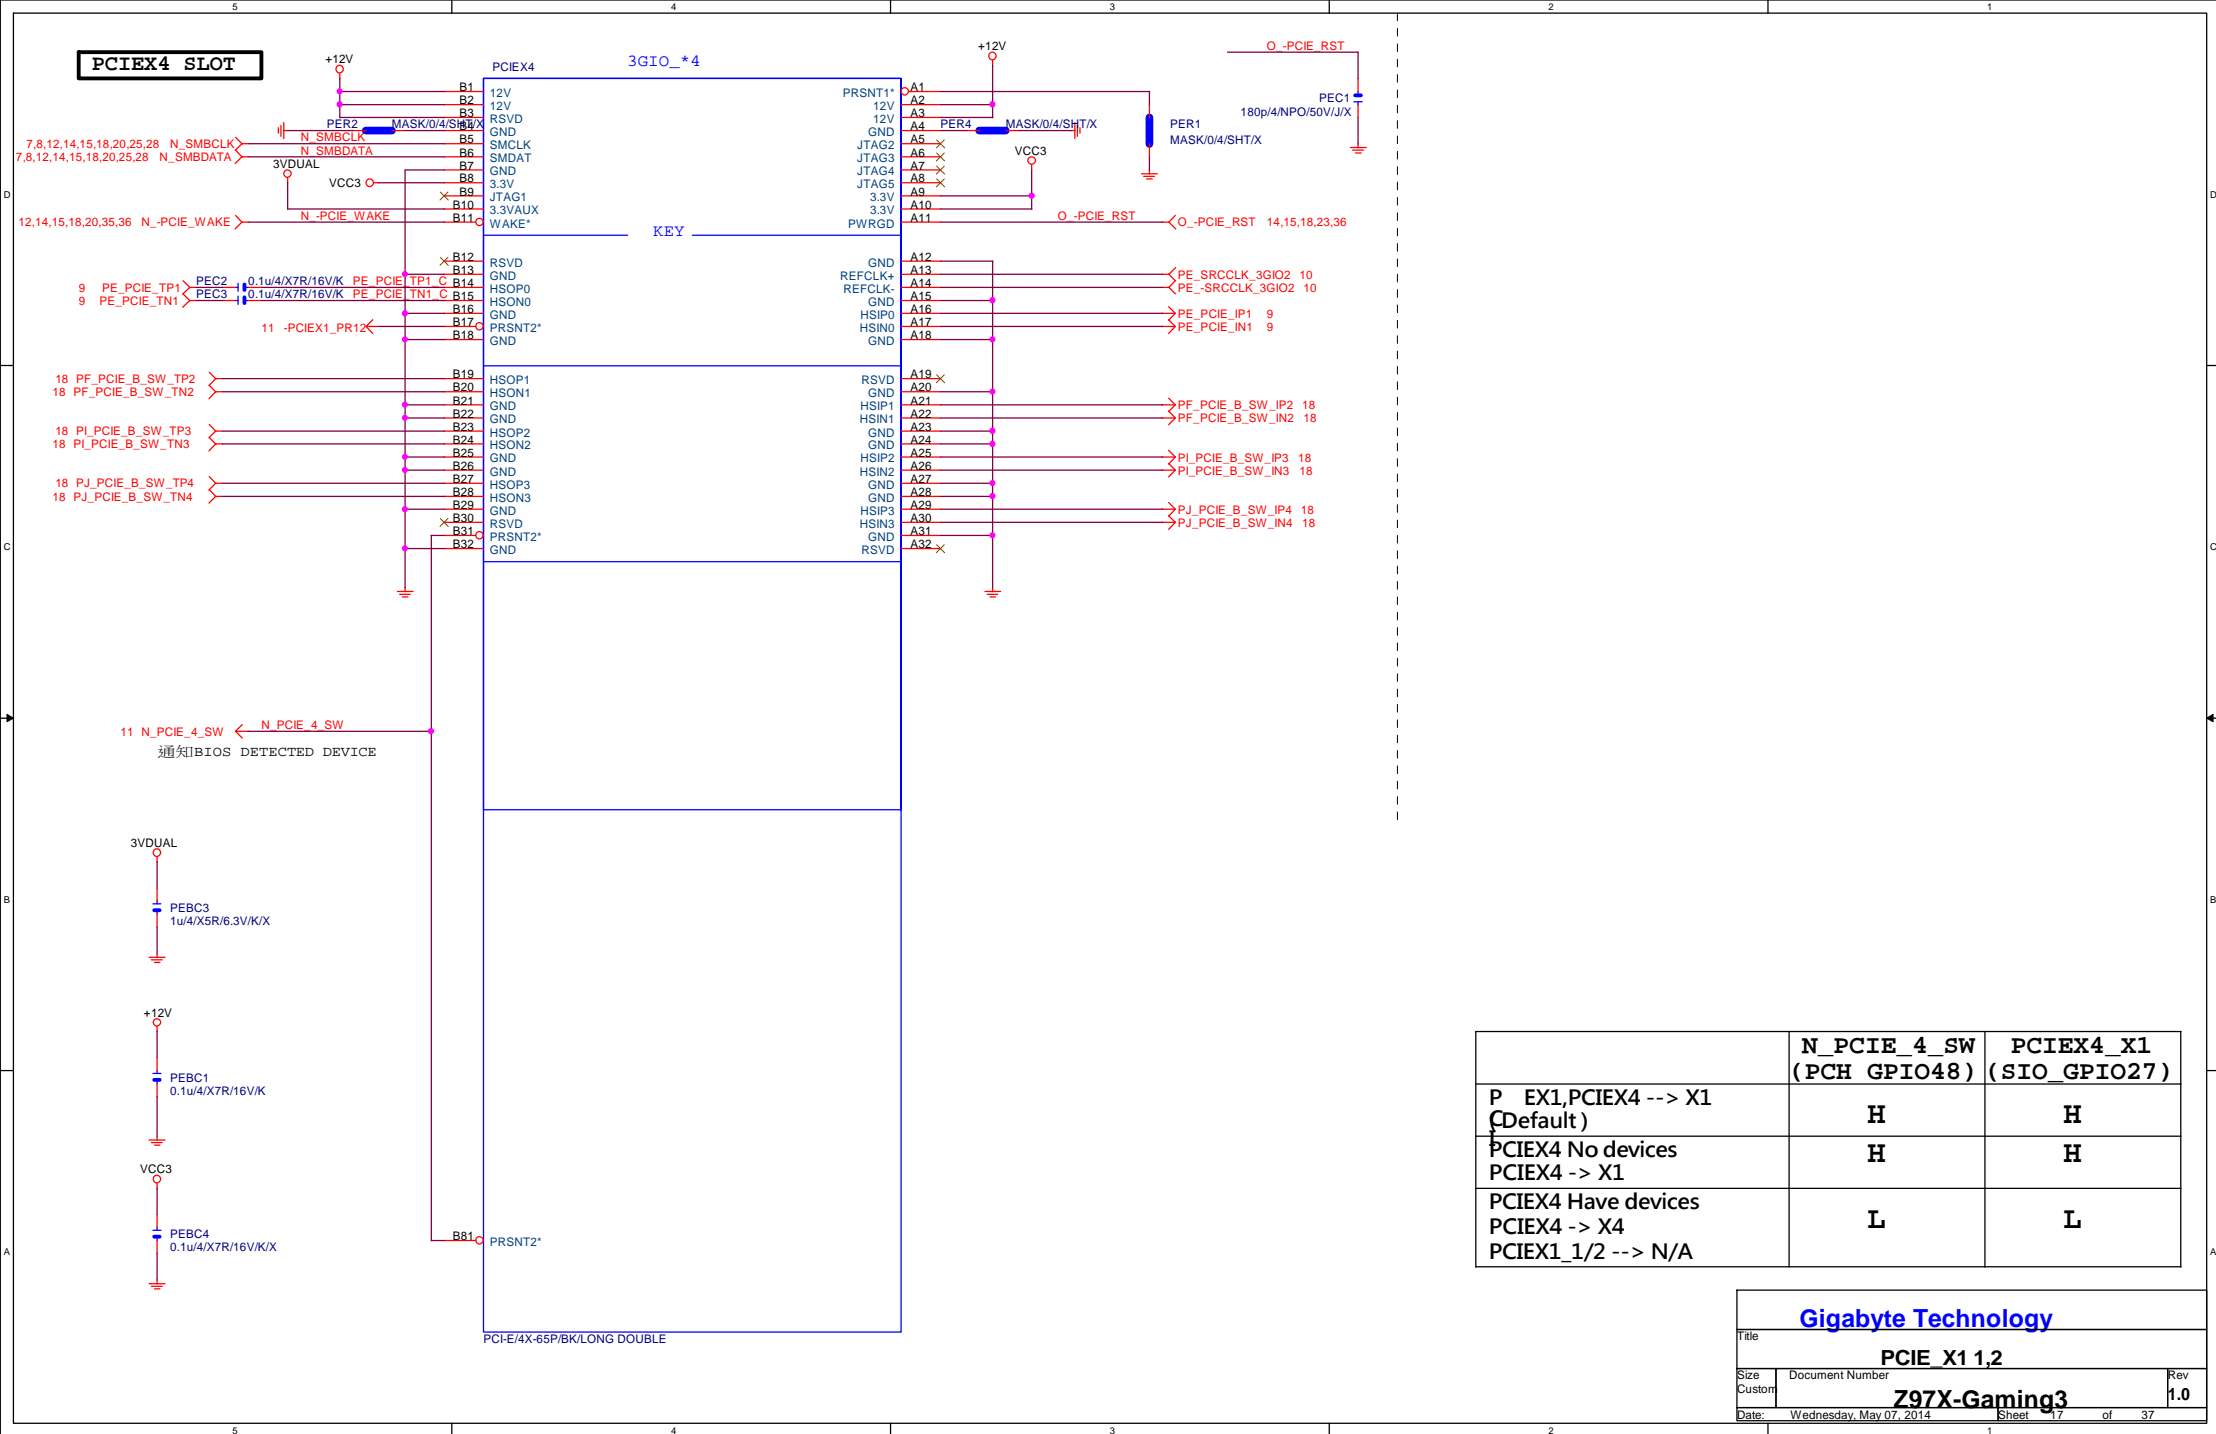 5 4 3 2 1
PCIEX4 SLOT
+12V
PCIEX4
3GIO_*4
+12V
O_-PCIE_RST
PEC1
180p/4/NPO/50V/J/X
PER2
MASK/0/4/SHT/X
PER4
MASK/0/4/SHT/X
PER1
MASK/0/4/SHT/X
B1 12V
B2 12V
B3 RSVD
B4 GND
B5 SMCLK
B6 SMDAT
B7 GND
B8 3.3V
B9 JTAG1
B10 3.3VAUX
B11 WAKE*
PRSNT1* A1
12V A2
12V A3
GND A4
JTAG2 A5
JTAG3 A6
JTAG4 A7
JTAG5 A8
3.3V A9
3.3V A10
PWRGD A11
7,8,12,14,15,18,20,25,28 N_SMBCLK
N_SMBCLK
7,8,12,14,15,18,20,25,28 N_SMBDATA
N_SMBDATA
3VDUAL
VCC3
VCC3
12,14,15,18,20,35,36 N_-PCIE_WAKE
N_-PCIE_WAKE
O_-PCIE_RST
O_-PCIE_RST 14,15,18,23,36
KEY
B12 RSVD
B13 GND
B14 HSOP0
B15 HSON0
B16 GND
B17 PRSNT2*
B18 GND
GND A12
REFCLK+ A13
REFCLK- A14
GND A15
HSIP0 A16
HSIN0 A17
GND A18
9 PE_PCIE_TP1
PEC2 0.1u/4/X7R/16V/K PE_PCIE_TP1_C
9 PE_PCIE_TN1
PEC3 0.1u/4/X7R/16V/K PE_PCIE_TN1_C
11 -PCIEX1_PR12
PE_SRCCLK_3GIO2 10
PE_-SRCCLK_3GIO2 10
PE_PCIE_IP1 9
PE_PCIE_IN1 9
B19 HSOP1
B20 HSON1
B21 GND
B22 GND
B23 HSOP2
B24 HSON2
B25 GND
B26 GND
B27 HSOP3
B28 HSON3
B29 GND
B30 RSVD
B31 PRSNT2*
B32 GND
RSVD A19
GND A20
HSIP1 A21
HSIN1 A22
GND A23
GND A24
HSIP2 A25
HSIN2 A26
GND A27
GND A28
HSIP3 A29
HSIN3 A30
GND A31
RSVD A32
18 PF_PCIE_B_SW_TP2
18 PF_PCIE_B_SW_TN2
18 PI_PCIE_B_SW_TP3
18 PI_PCIE_B_SW_TN3
18 PJ_PCIE_B_SW_TP4
18 PJ_PCIE_B_SW_TN4
PF_PCIE_B_SW_IP2 18
PF_PCIE_B_SW_IN2 18
PI_PCIE_B_SW_IP3 18
PI_PCIE_B_SW_IN3 18
PJ_PCIE_B_SW_IP4 18
PJ_PCIE_B_SW_IN4 18
11 N_PCIE_4_SW
N_PCIE_4_SW
通知BIOS DETECTED DEVICE
3VDUAL
PEBC3
1u/4/X5R/6.3V/K/X
+12V
PEBC1
0.1u/4/X7R/16V/K
VCC3
PEBC4
0.1u/4/X7R/16V/K/X
B81 PRSNT2*
PCI-E/4X-65P/BK/LONG DOUBLE
D D
C C
B B
A A
N_PCIE_4_SW PCIEX4_X1
(PCH GPIO48) (SIO_GPIO27)
PCIEX1,PCIEX4 --> X1
(Default) H H
PCIEX4 No devices H H
PCIEX4 -> X1
PCIEX4 Have devices
PCIEX4 -> X4 L L
PCIEX1_1/2 --> N/A
Gigabyte Technology
Title
PCIE_X1 1,2
Size Document Number Rev
Custom
Z97X-Gaming3 1.0
Date: Wednesday, May 07, 2014 Sheet 17 of 37
5 4 3 2 1